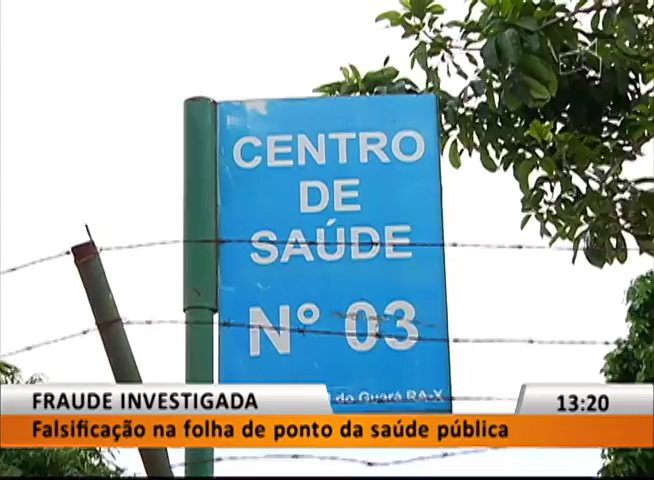 CENTRO
DE
SAÚDE
Nº 03
do Guará RA-X
FRAUDE INVESTIGADA
13:20
Falsificação na folha de ponto da saúde pública